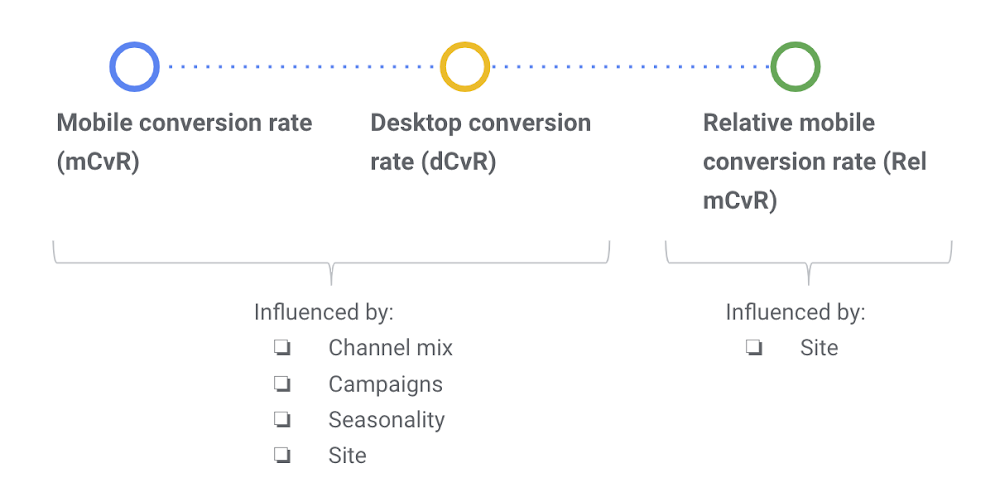 Mobile conversion rate
(mCvR)
Desktop conversion
rate (dCvR)
Relative mobile
conversion rate (Rel
mCvR)
Influenced by:
❏ Channel mix
❏ Campaigns
❏ Seasonality
❏ Site
Influenced by:
❏ Site